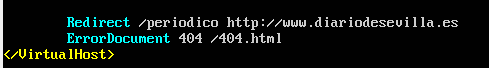 Redirect /periodico http://www.diariodesevilla.es
ErrorDocument 404 /404.html
</VirtualHost>